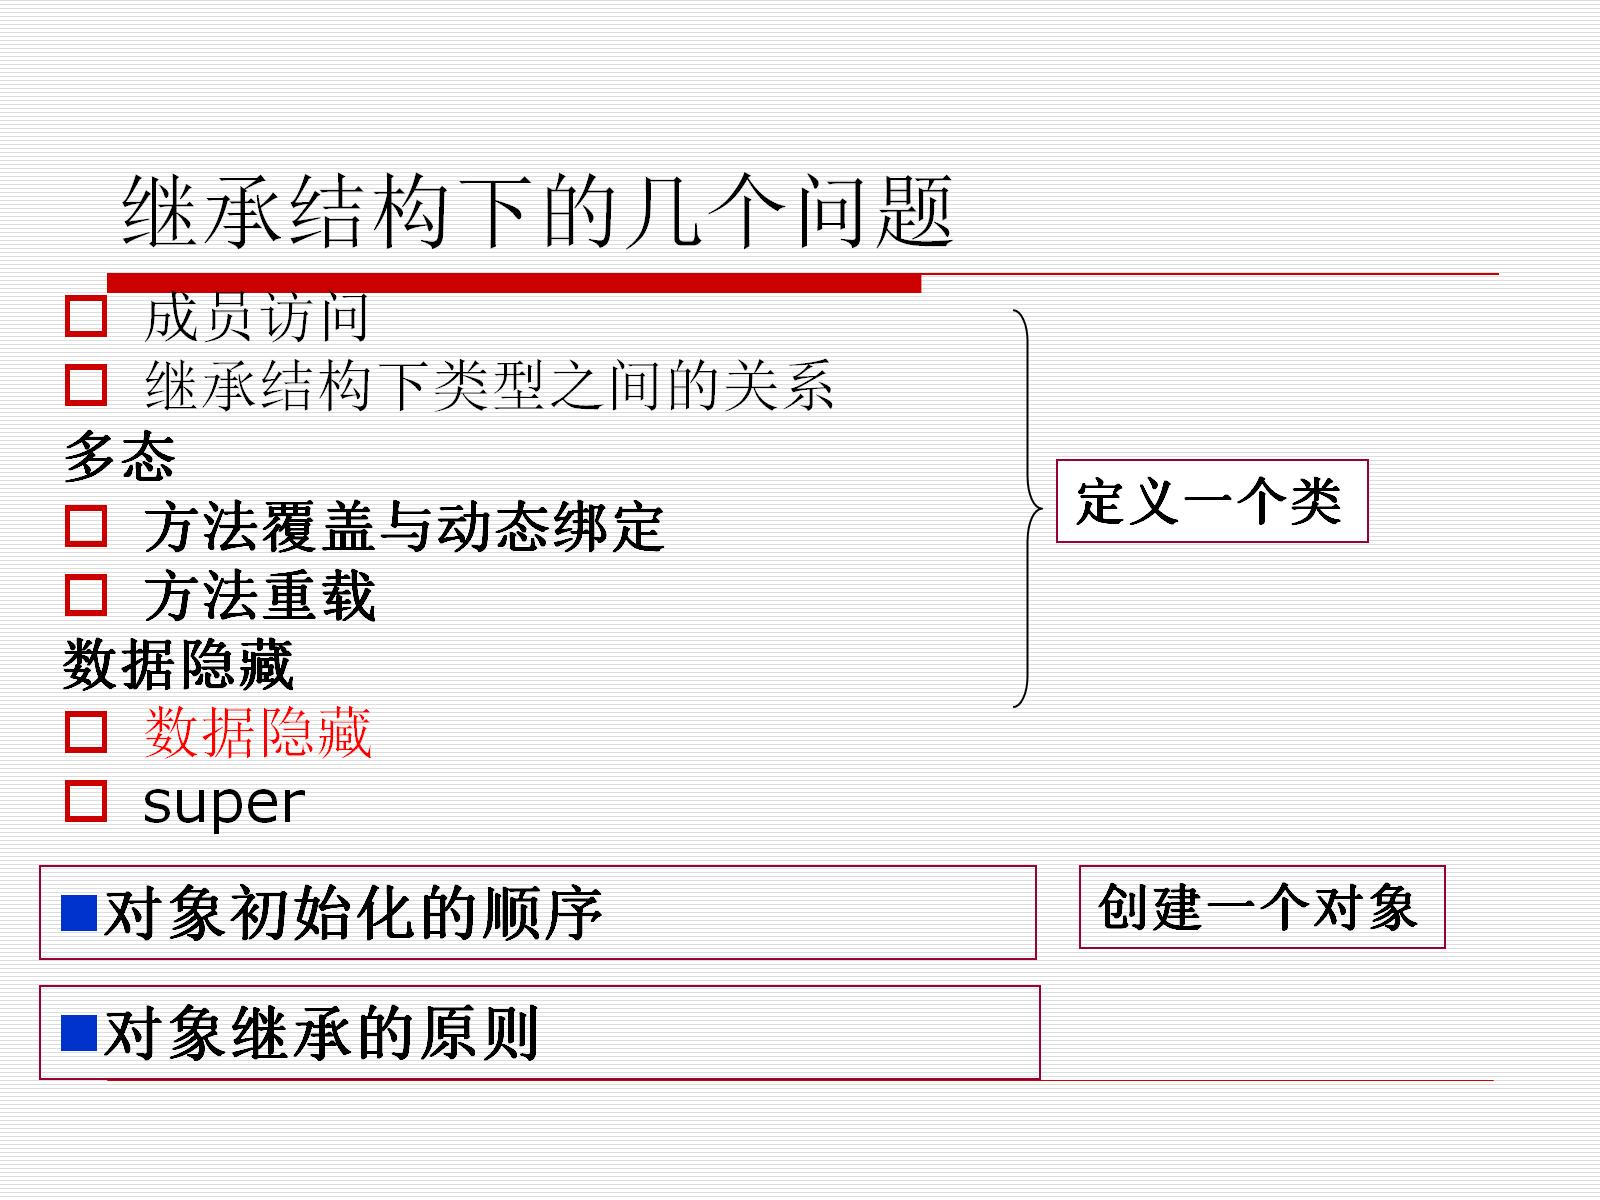 继承结构下的几个问题
成员访问
继承结构下类型之间的关系
多态
方法覆盖与动态绑定
方法重载
数据隐藏
数据隐藏
super
定义一个类
对象初始化的顺序
创建一个对象
对象继承的原则